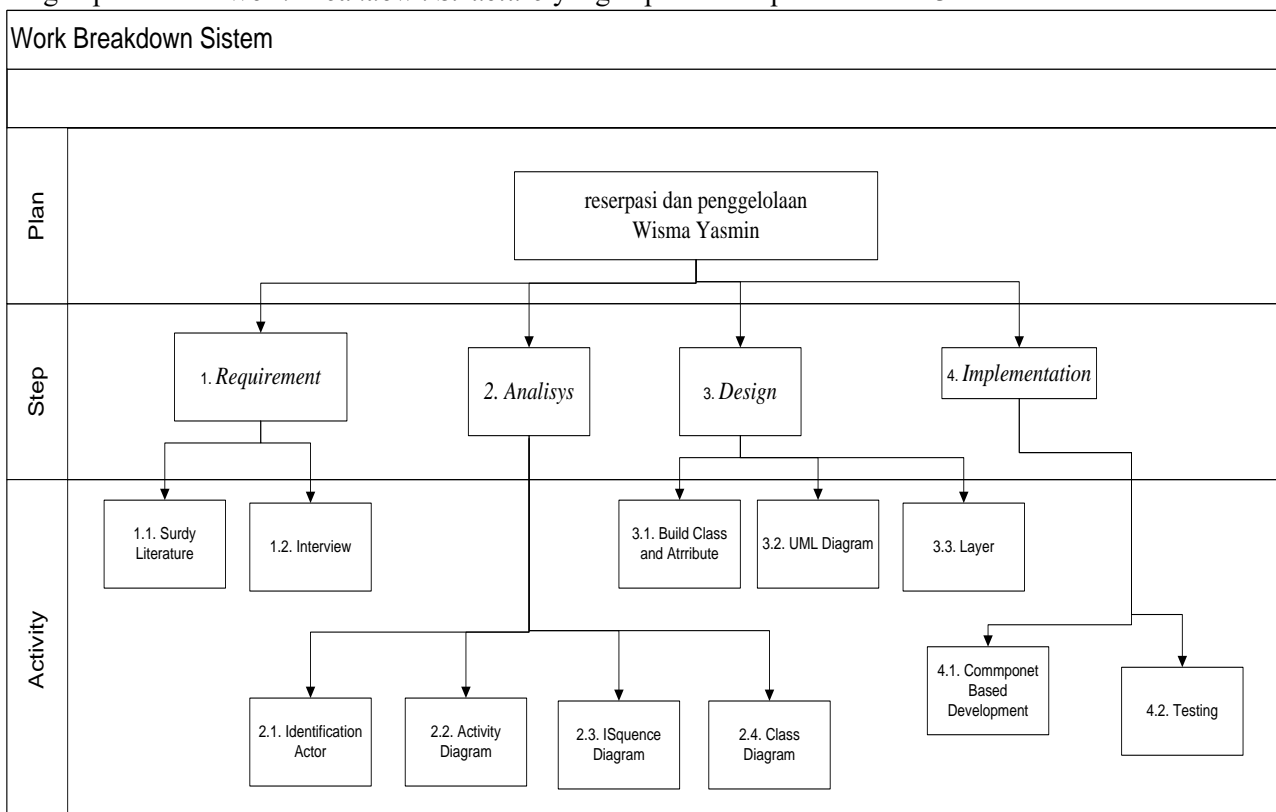 Work Breakdown Sistem
Plan
reserpasi dan penggelolaan
Wisma Yasmin
Step
1. Requirement
2. Analisys
3. Design
4. Implementation
Activity
1.1. Surdy
Literature
1.2. Interview
3.1. Build Class
and Atrribute
3.2. UML Diagram
3.3. Layer
2.1. Identification
Actor
2.2. Activity
Diagram
2.3. ISquence
Diagram
2.4. Class
Diagram
4.1. Commponet
Based
Development
4.2. Testing